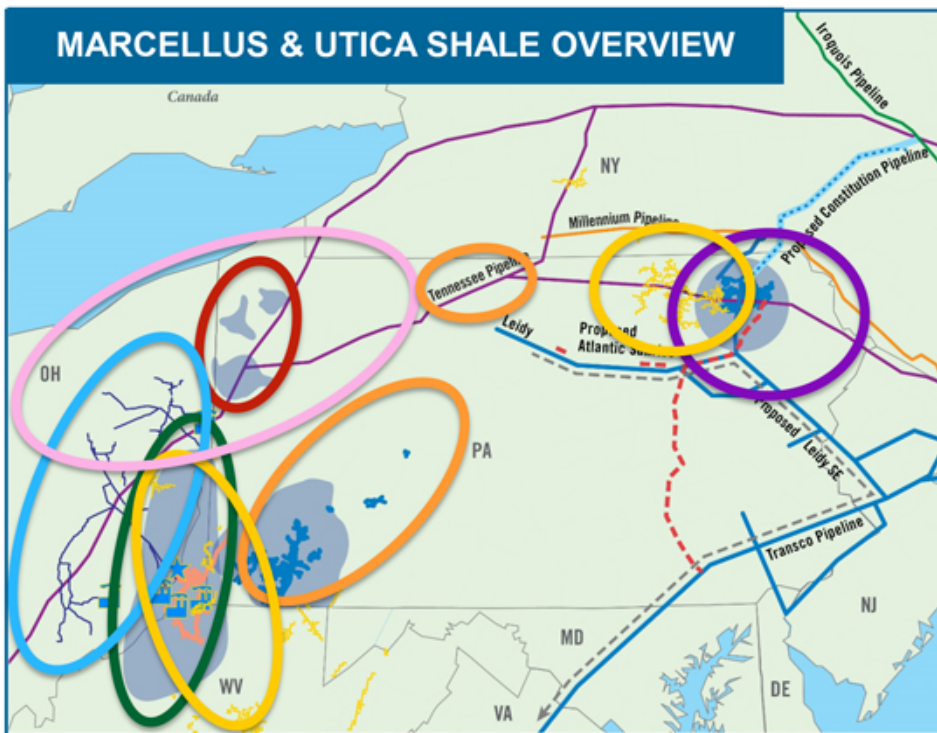 MARCELLUS & UTICA SHALE OVERVIEW
Canada
Iroquois Pipeline
NY
Proposed Constitution Pipeline
Millennium Pipeline
Tennessee Pipeline
Leidy
Proposed
Atlantic
OH
PA
Proposed
Leidy SE
Transco Pipeline
NJ
MD
DE
WV
VA